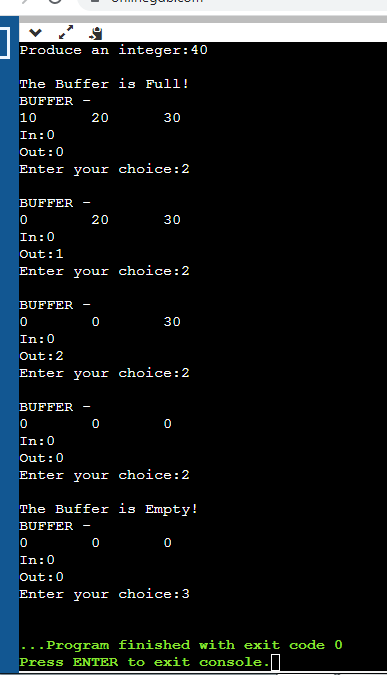 Produce an integer:40
The Buffer is Full!
BUFFER -
10 20 30
In:0
Out:0
Enter your choice:2
BUFFER -
0 20 30
In:0
Out:1
Enter your choice:2
BUFFER -
0 0 30
In:0
Out:2
Enter your choice:2
BUFFER -
0 0 0
In:0
Out:0
Enter your choice:2
The Buffer is Empty!
BUFFER -
0 0 0
In:0
Out:0
Enter your choice:3
...Program finished with exit code 0
Press ENTER to exit console.